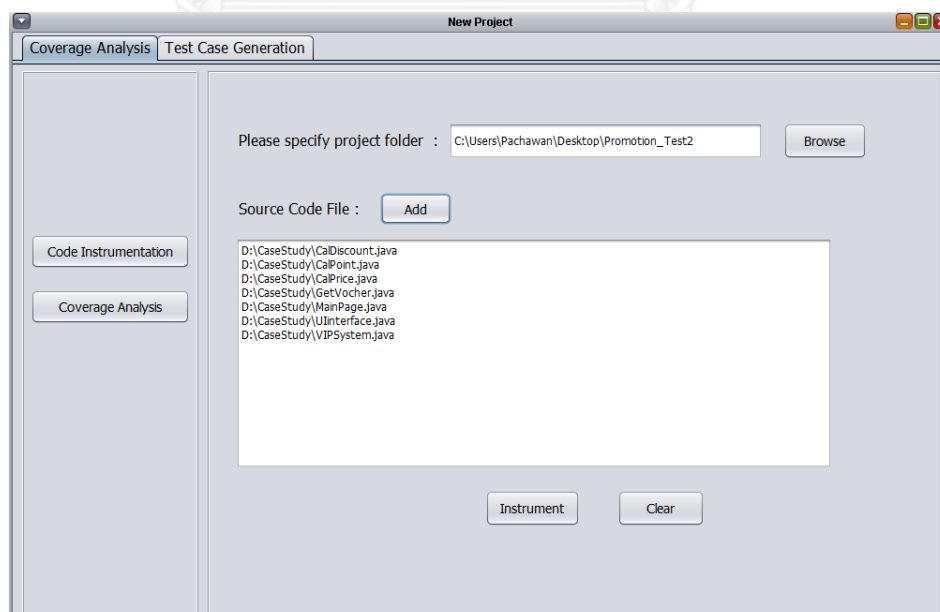 New Project
Coverage Analysis Test Case Generation
Please specify project folder : C:\Users\Pachawan\Desktop\Promotion_Test2 Browse
Source Code File : Add
Code Instrumentation
Coverage Analysis
D:\CaseStudy\CalDiscount.java
D:\CaseStudy\CalPoint.java
D:\CaseStudy\CalPrice.java
D:\CaseStudy\GetVocher.java
D:\CaseStudy\MainPage.java
D:\CaseStudy\UIinterface.java
D:\CaseStudy\VIPSystem.java
Instrument Clear